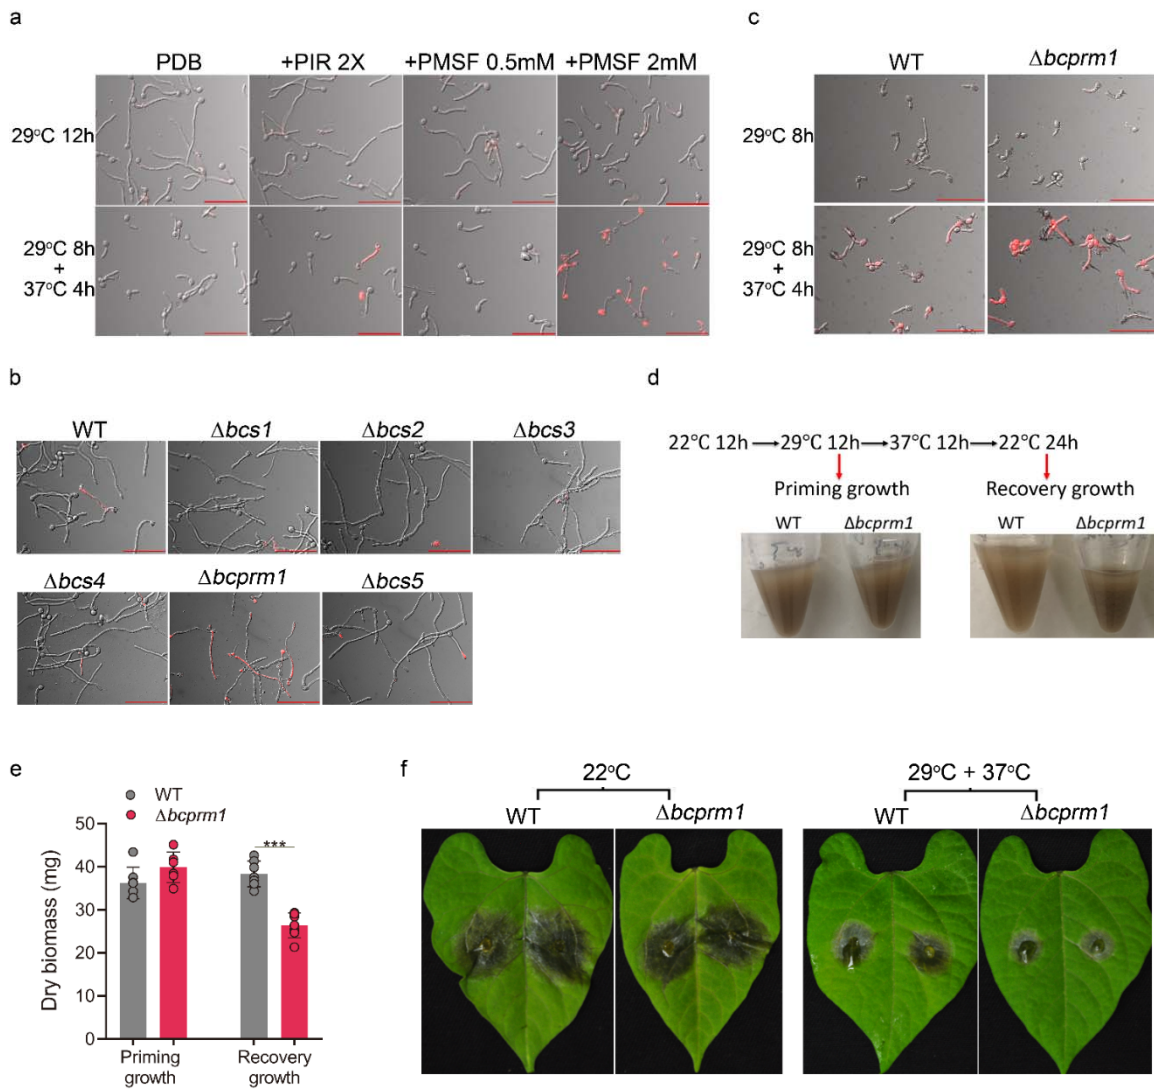 a
PDB +PIR 2X +PMSF 0.5mM +PMSF 2mM
29°C 12h
29°C 8h
+
37°C 4h
c
WT Δbcprm1
29°C 8h
29°C 8h
+
37°C 4h
b
WT Δbcs1 Δbcs2 Δbcs3
Δbcs4 Δbcprm1 Δbcs5
d
22°C 12h 29°C 12h 37°C 12h 22°C 24h
Priming growth Recovery growth
WT Δbcprm1 WT Δbcprm1
e
WT
Δbcprm1
***
Dry biomass (mg)
50
40
30
20
10
0
Priming growth
Recovery growth
f
22°C 29°C + 37°C
WT Δbcprm1 WT Δbcprm1